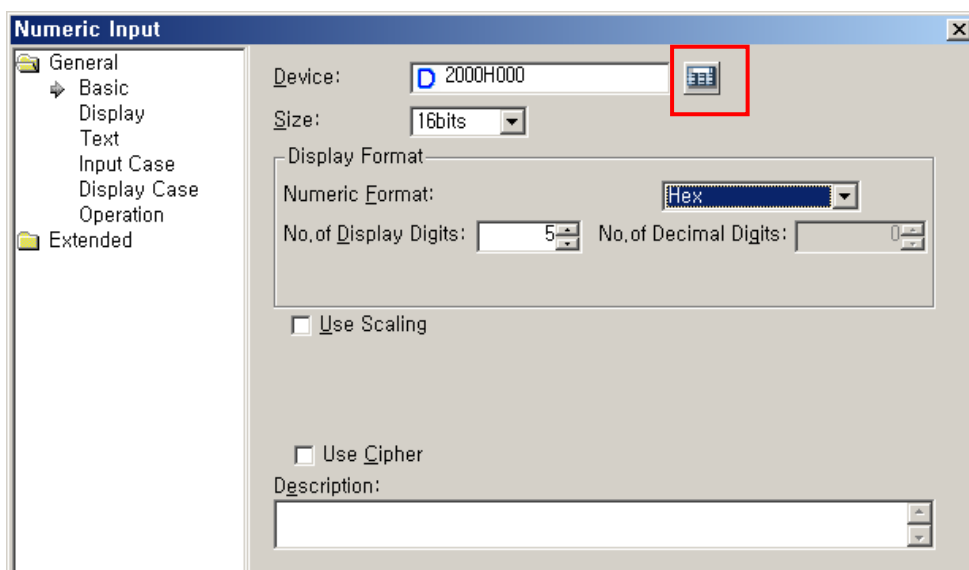 Numeric Input
General
Basic
Display
Text
Input Case
Display Case
Operation
Extended
Device: D 2000H000
Size: 16bits
Display Format
Numeric Format: Hex
No,of Display Digits: 5 No,of Decimal Digits: 0
Use Scaling
Use Cipher
Description: